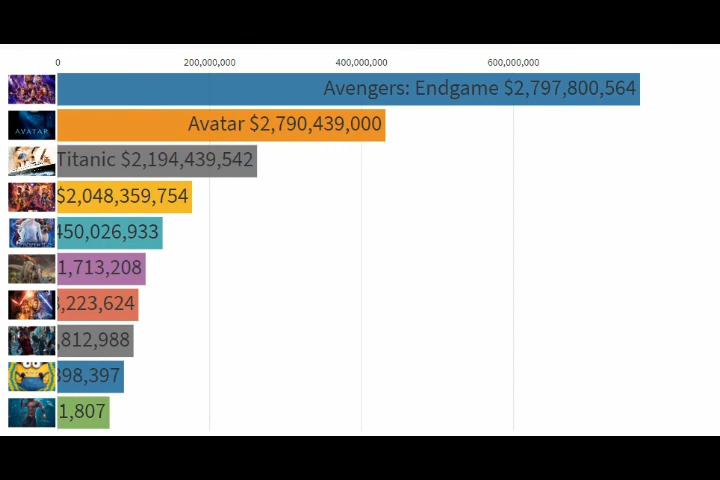 0 200,000,000 400,000,000 600,000,000
Avengers: Endgame $2,797,800,564
AVATAR
Avatar $2,790,439,000
Titanic $2,194,439,542
$2,048,359,754
450,026,933
1,713,208
3,223,624
,812,988
398,397
1,807